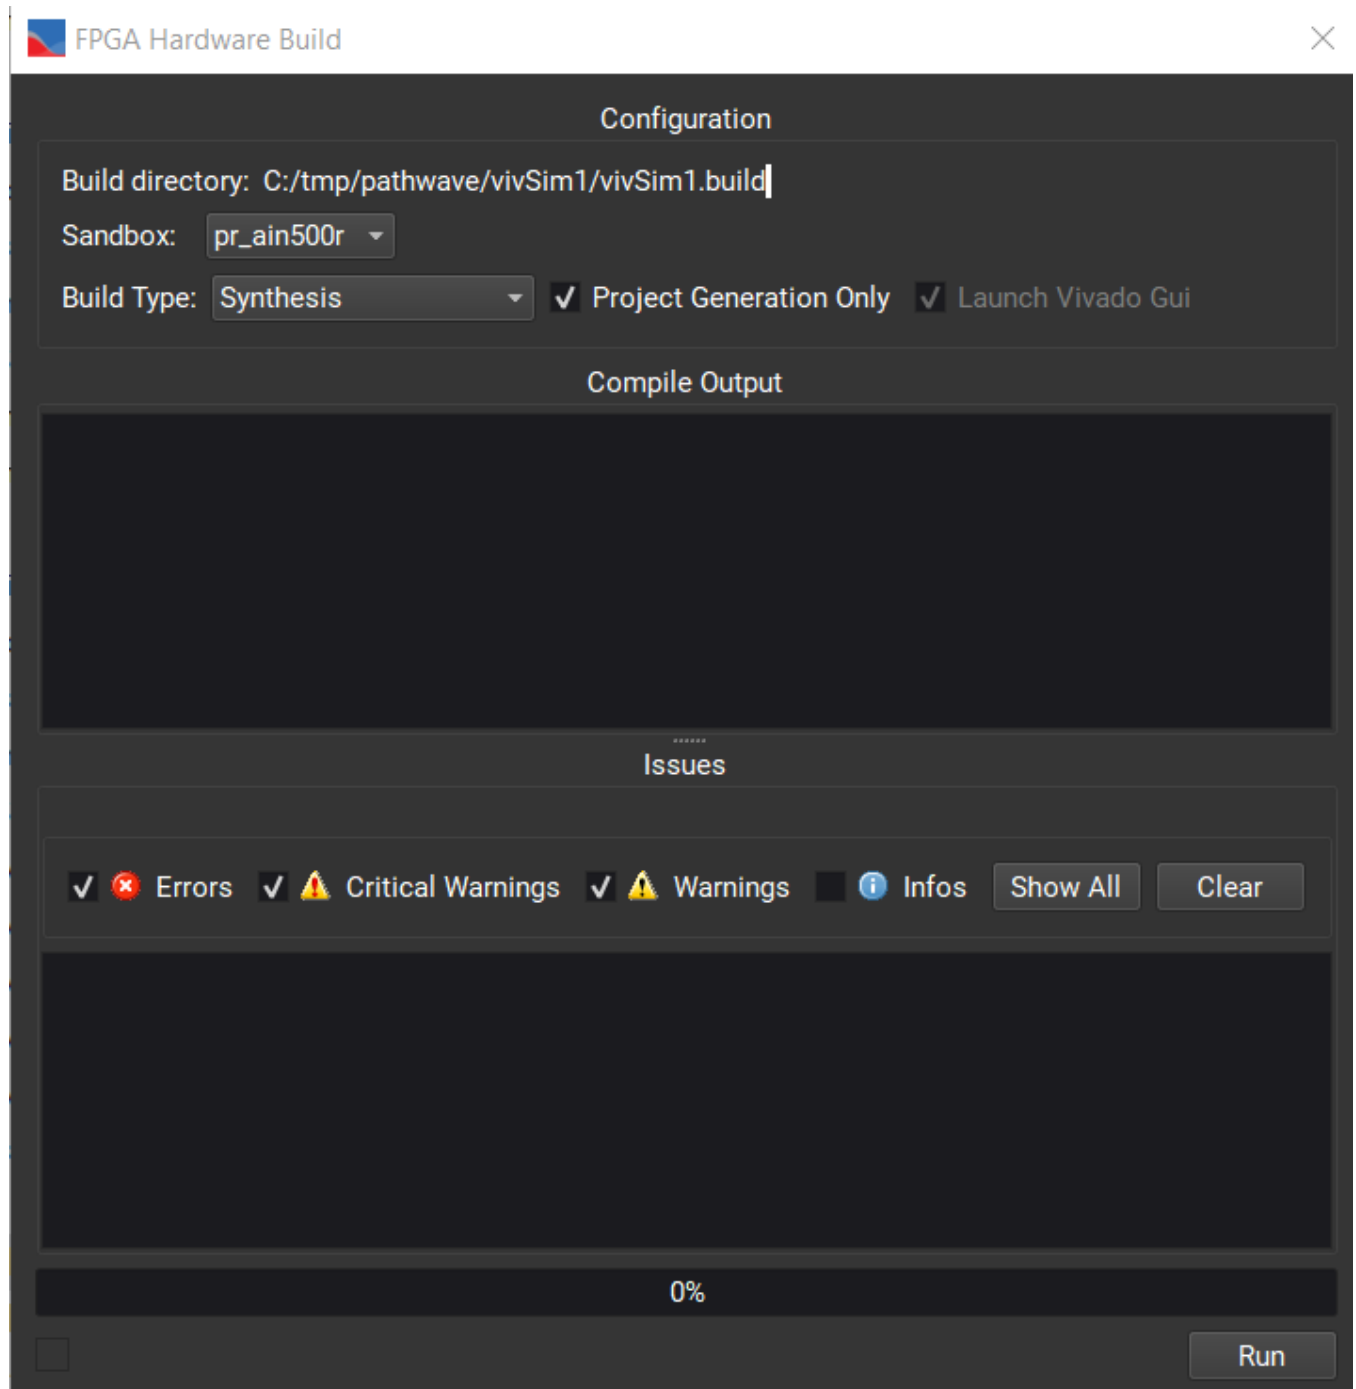 FPGA Hardware Build
Configuration
Build directory: C:/tmp/pathwave/vivSim1/vivSim1.build
Sandbox: pr_ain500r
Build Type: Synthesis Project Generation Only Launch Vivado Gui
Compile Output
Issues
Errors Critical Warnings Warnings Infos Show All Clear
0%
Run